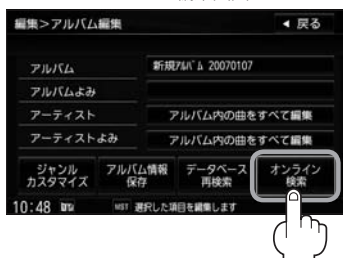 編集>アルバム編集 ◀ 戻る
アルバム 新規ｱﾙﾊﾞﾑ 20070107
アルバムよみ
アーティスト アルバム内の曲をすべて編集
アーティストよみ アルバム内の曲をすべて編集
ジャンル アルバム情報 データベース オンライン
カスタマイズ 保存 再検索 検索
10:48 MST 選択した項目を編集します